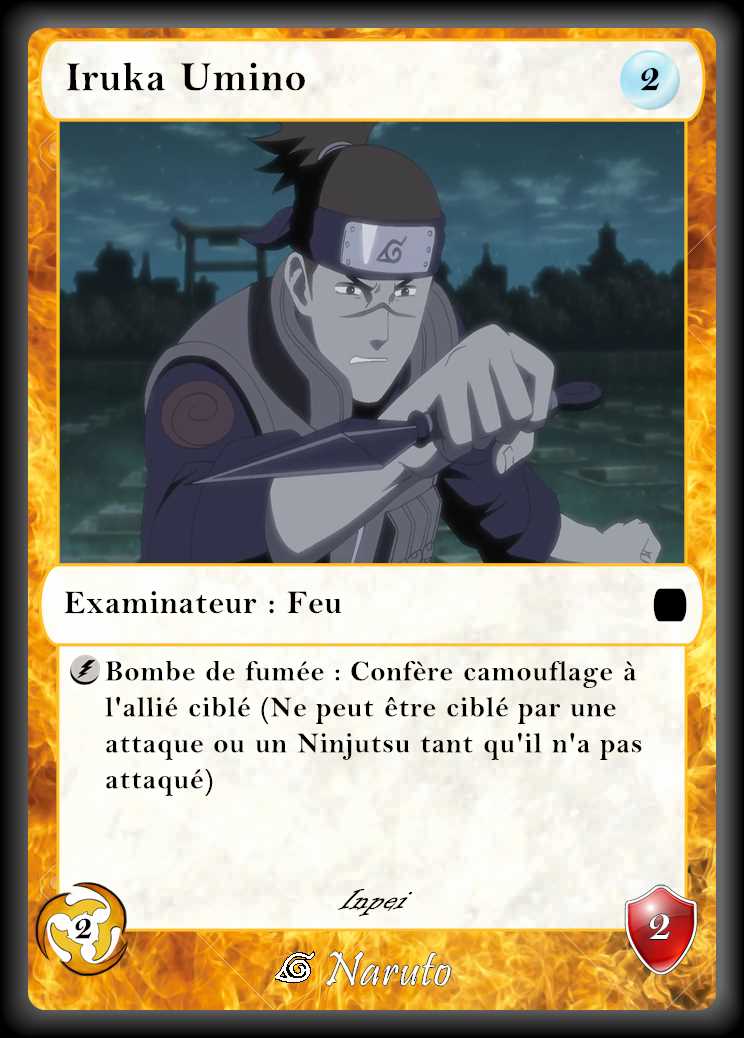 Iruka Umino
2
Examinateur : Feu
Bombe de fumée : Confère camouflage à
l'allié ciblé (Ne peut être ciblé par une
attaque ou un Ninjutsu tant qu'il n'a pas
attaqué)
Inpei
2
2
Naruto